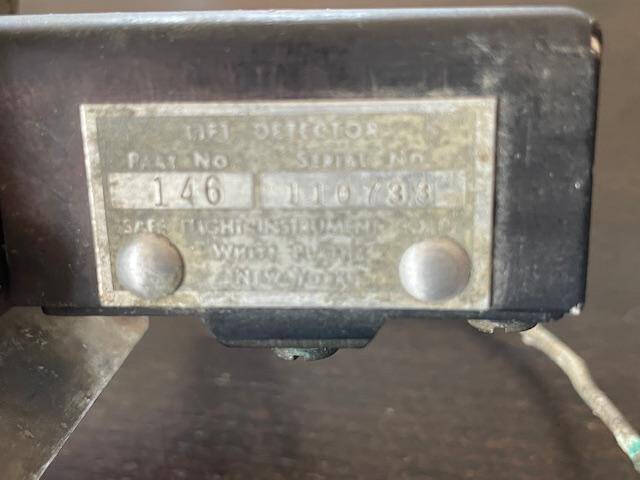 LIFT DETECTOR
PART NO. SERIAL NO.
146 110733
SAFE FLIGHT INSTRUMENT CORP.
WHITE PLAINS
NEW YORK